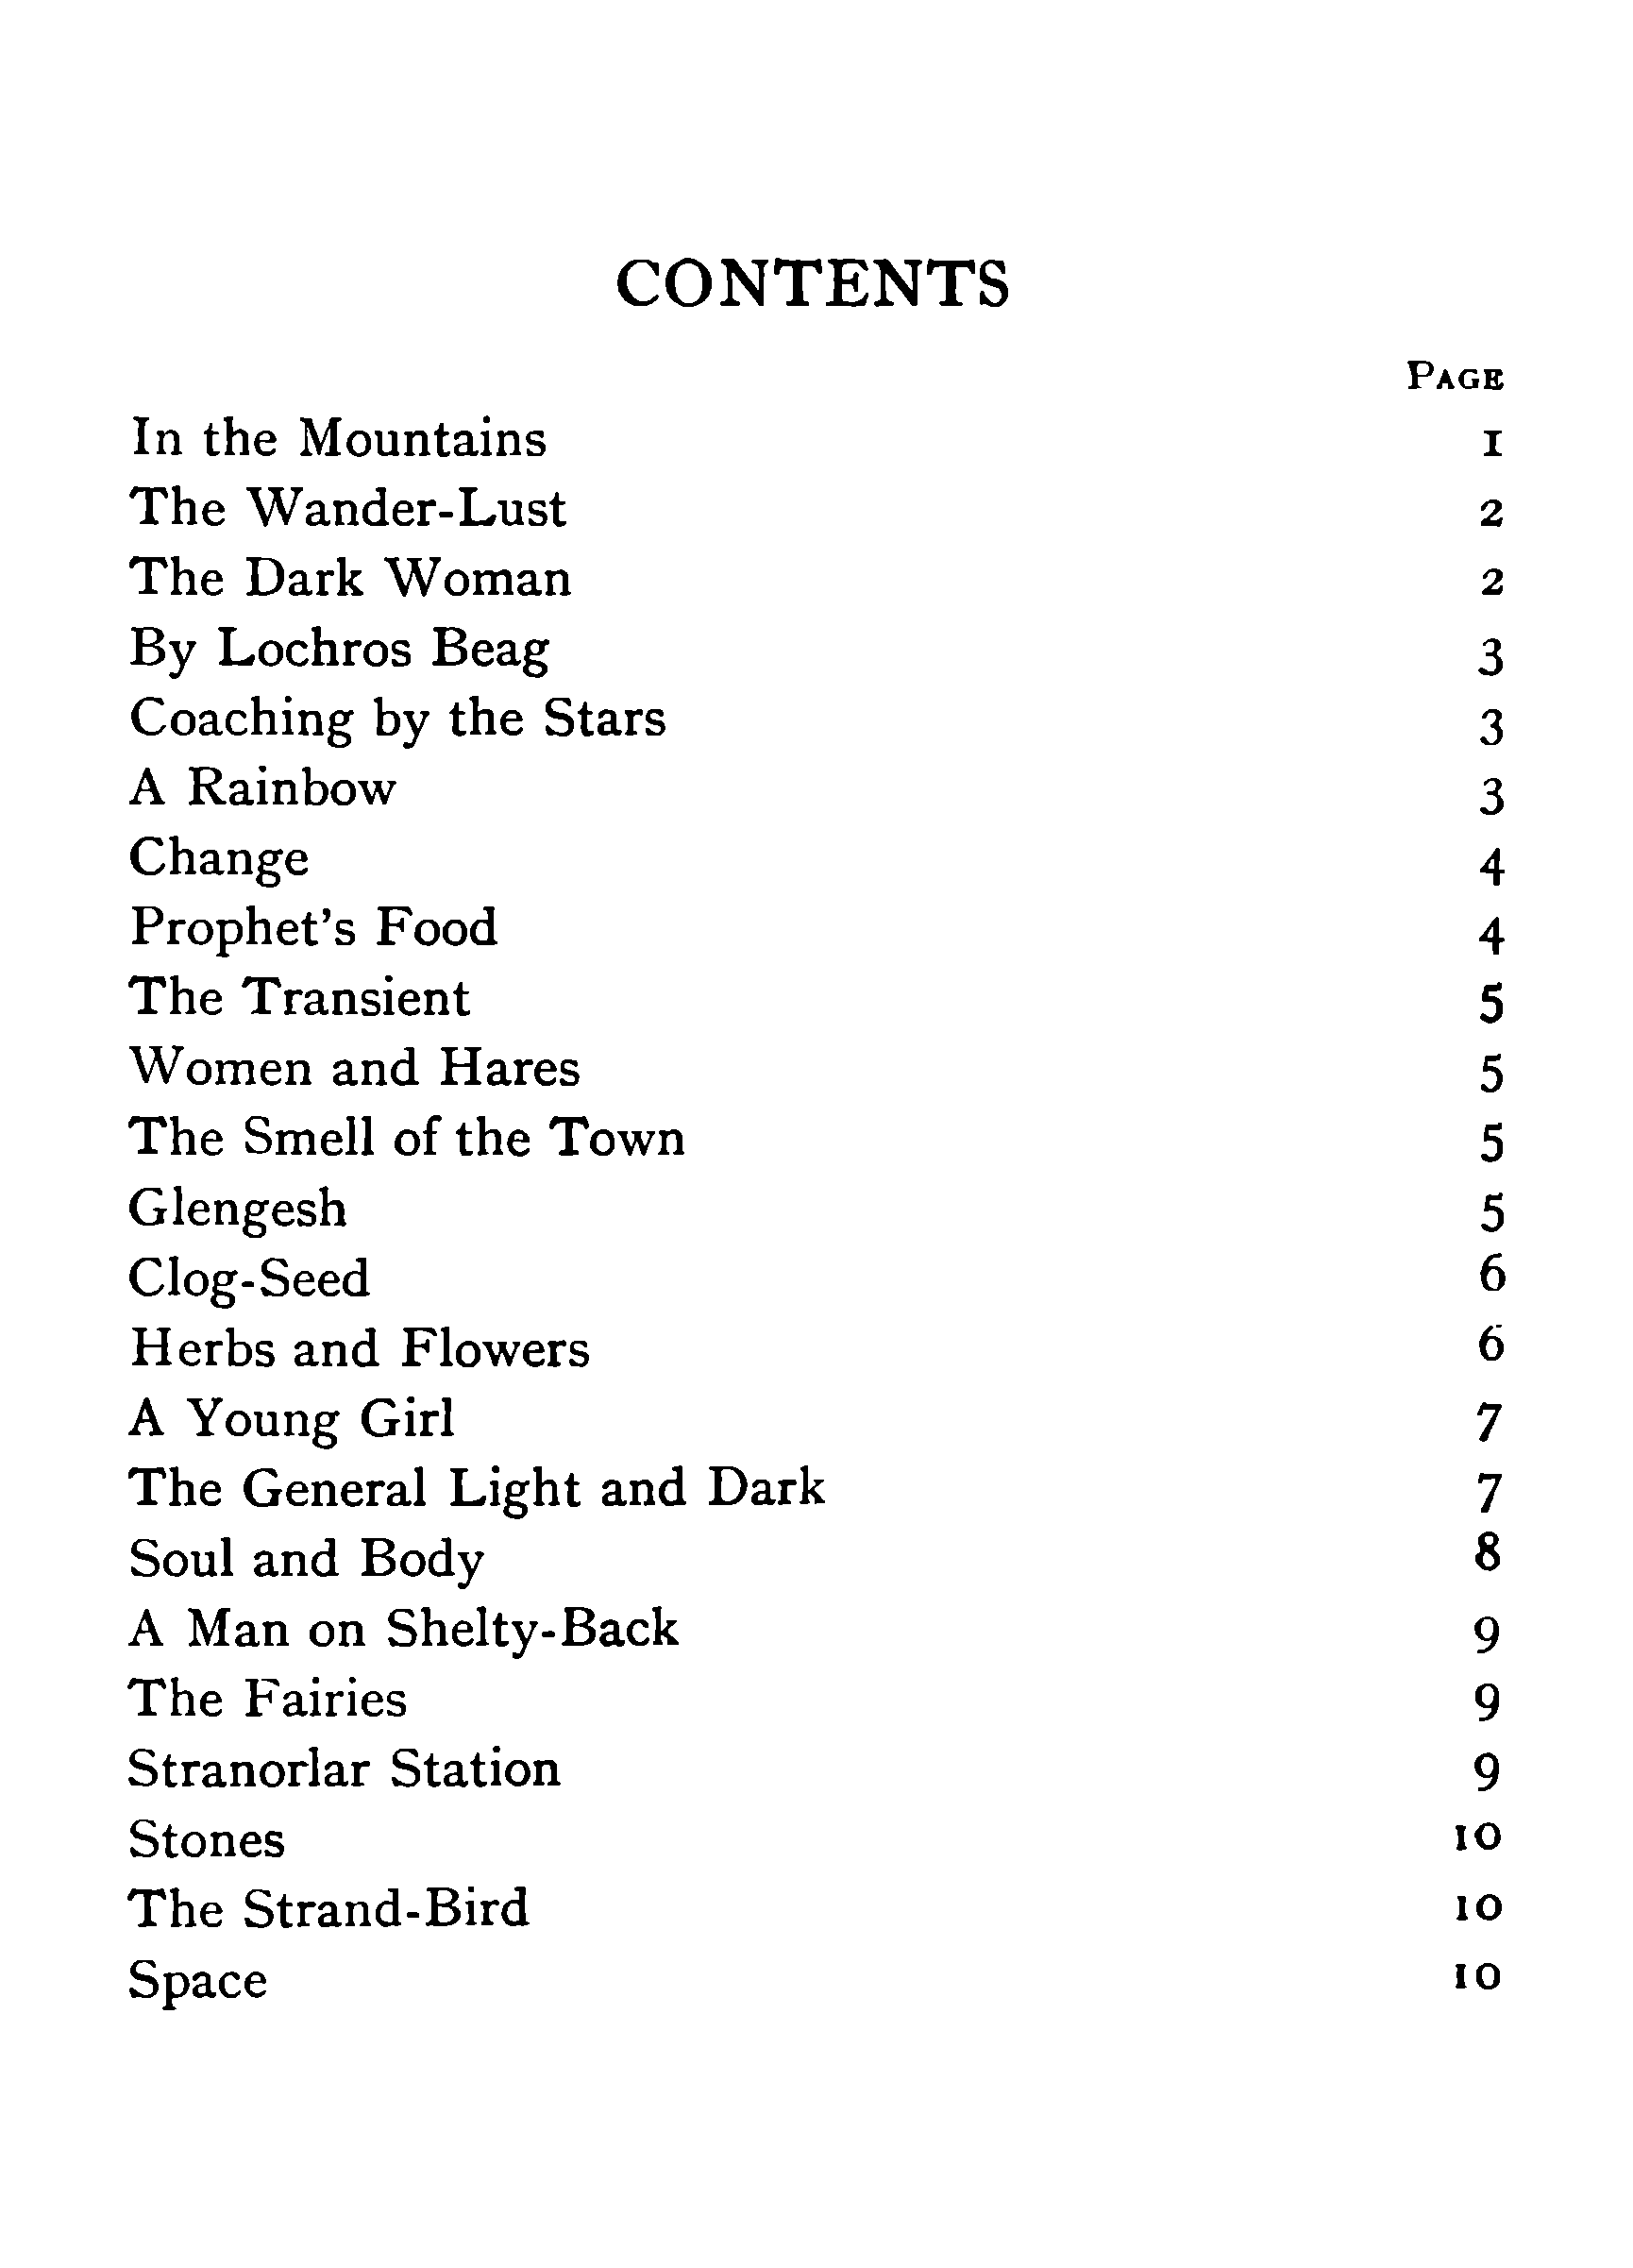 CONTENTS
PAGE
In the Mountains 1
The Wander-Lust 2
The Dark Woman 2
By Lochros Beag 3
Coaching by the Stars 3
A Rainbow 3
Change 4
Prophet's Food 4
The Transient 5
Women and Hares 5
The Smell of the Town 5
Glengesh 5
Clog-Seed 6
Herbs and Flowers 6
A Young Girl 7
The General Light and Dark 7
Soul and Body 8
A Man on Shelty-Back 9
The Fairies 9
Stranorlar Station 9
Stones 10
The Strand-Bird 10
Space 10